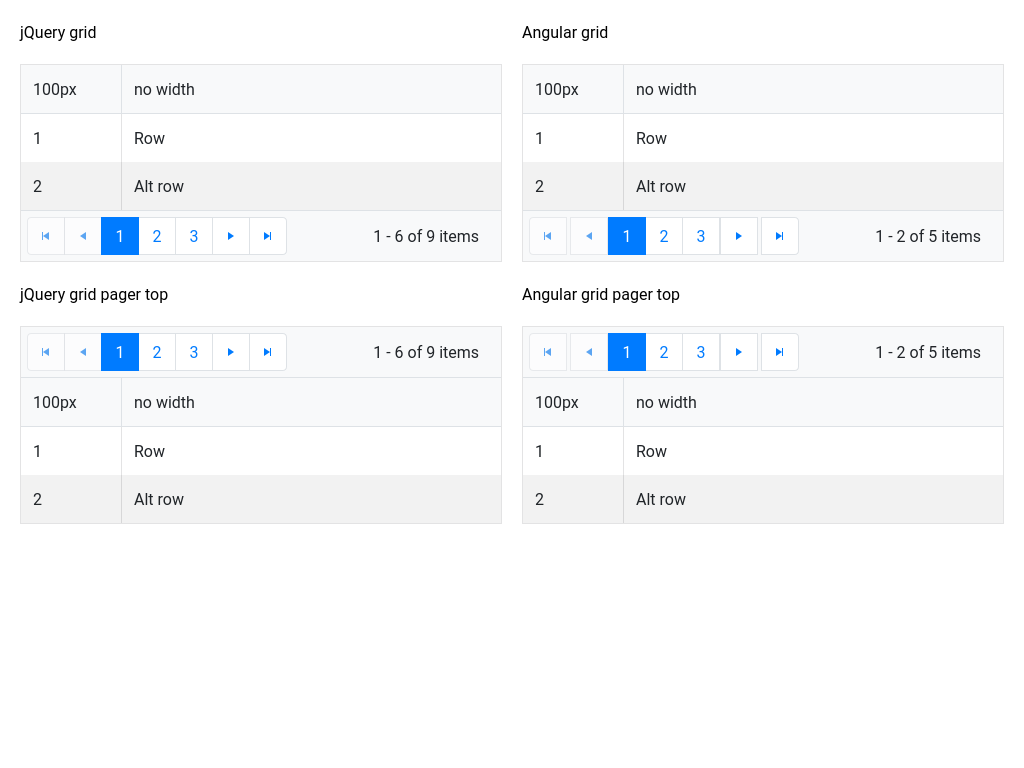 jQuery grid
100px no width
1 Row
2 Alt row
1 2 3 1 - 6 of 9 items
Angular grid
100px no width
1 Row
2 Alt row
1 2 3 1 - 2 of 5 items
jQuery grid pager top
1 2 3 1 - 6 of 9 items
100px no width
1 Row
2 Alt row
Angular grid pager top
1 2 3 1 - 2 of 5 items
100px no width
1 Row
2 Alt row